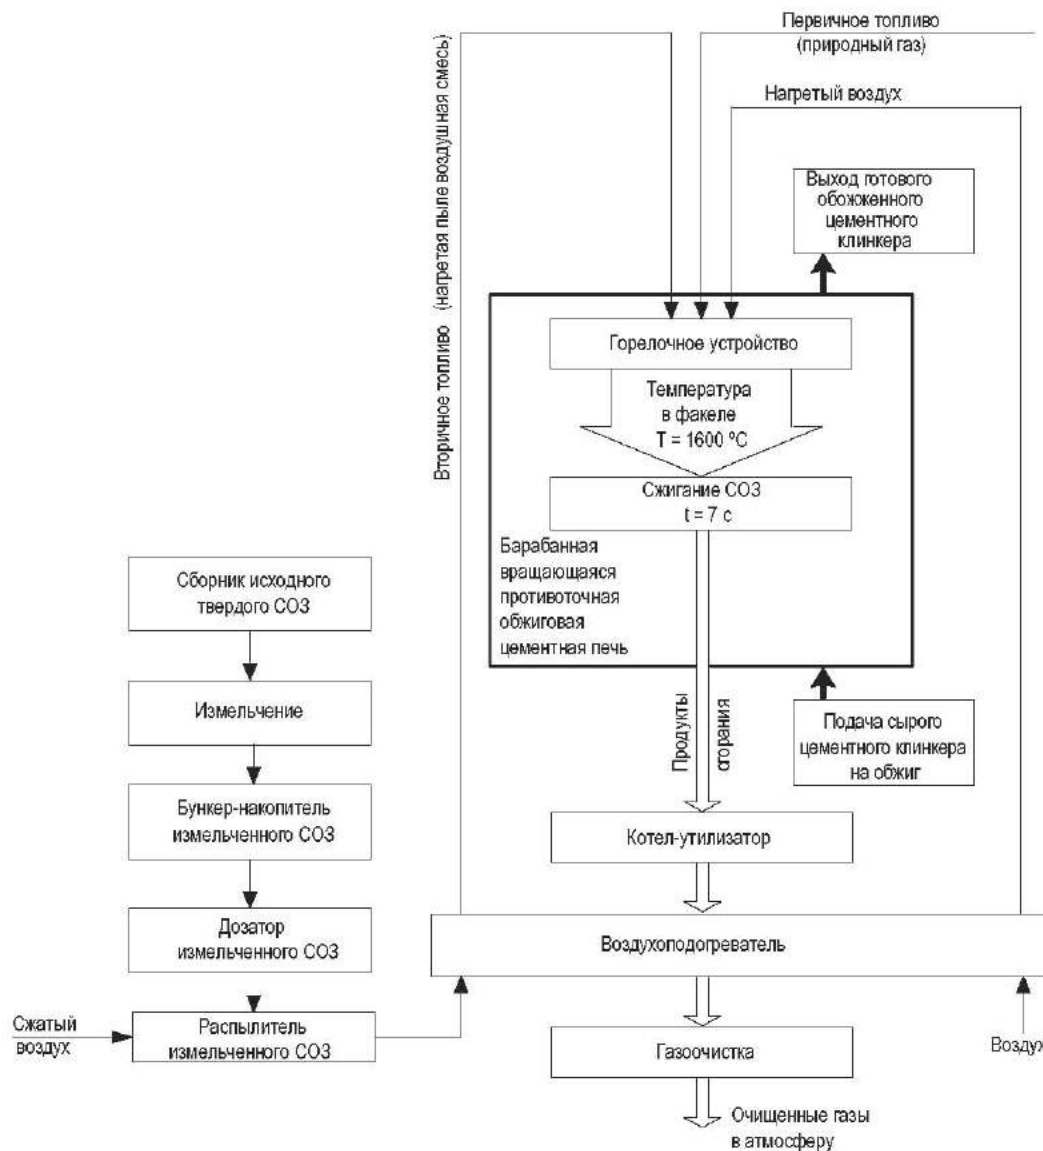 Первичное топливо
(природный газ)
Нагретый воздух
Вторичное топливо (нагретая пыле воздушная смесь)
Выход готового
обожженного
цементного
клинкера
Горелочное устройство
Температура
в факеле
T = 1600 ºC
Сжигание СОЗ
t = 7 с
Барабанная
вращающаяся
противоточная
обжиговая
цементная печь
Сборник исходного
твердого СОЗ
Измельчение
Продукты
сгорания
Подача сырого
цементного клинкера
на обжиг
Бункер-накопитель
измельченного СОЗ
Котел-утилизатор
Дозатор
измельченного СОЗ
Воздухоподогреватель
Сжатый
воздух
Распылитель
измельченного СОЗ
Газоочистка
Воздух
Очищенные газы
в атмосферу